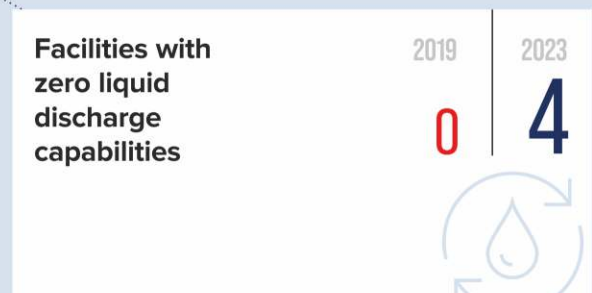 Facilities with
zero liquid
discharge
capabilities
2019
2023
0
4